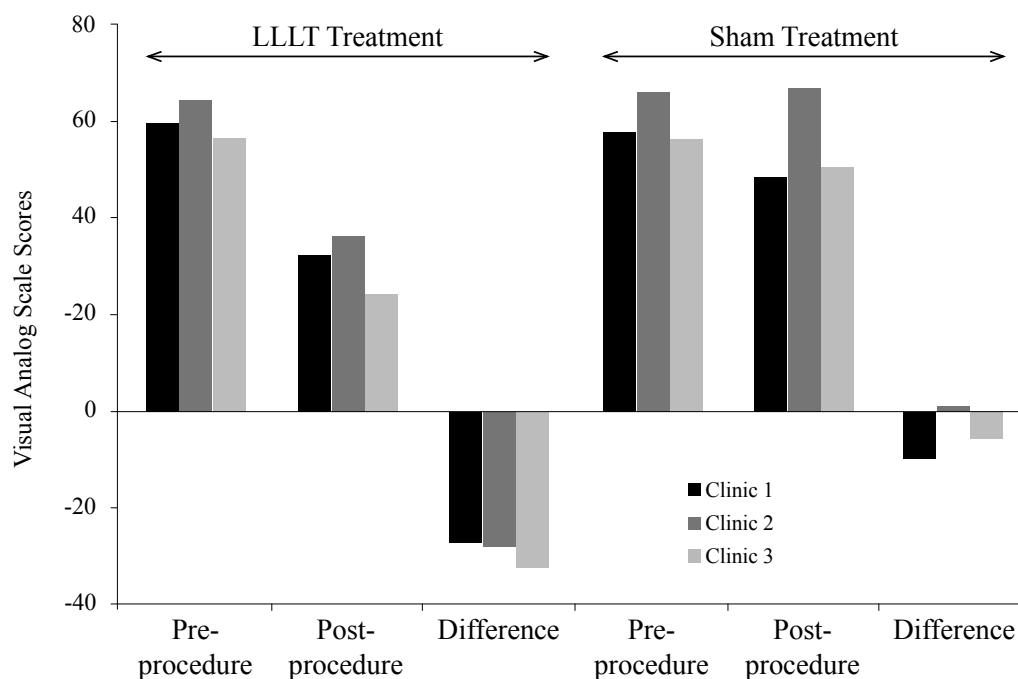 80
LLLT Treatment
Sham Treatment
60
40
-20
0
-20
-40
Visual Analog Scale Scores
Clinic 1
Clinic 2
Clinic 3
Pre-
procedure
Post-
procedure
Difference
Pre-
procedure
Post-
procedure
Difference